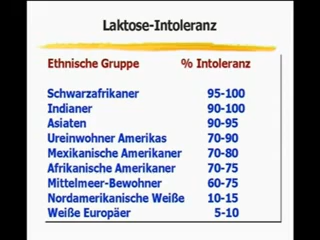 Laktose-Intoleranz
Ethnische Gruppe % Intoleranz
Schwarzafrikaner 95-100
Indianer 90-100
Asiaten 90-95
Ureinwohner Amerikas 70-90
Mexikanische Amerikaner 70-80
Afrikanische Amerikaner 70-75
Mittelmeer-Bewohner 60-75
Nordamerikanische Weiße 10-15
Weiße Europäer 5-10